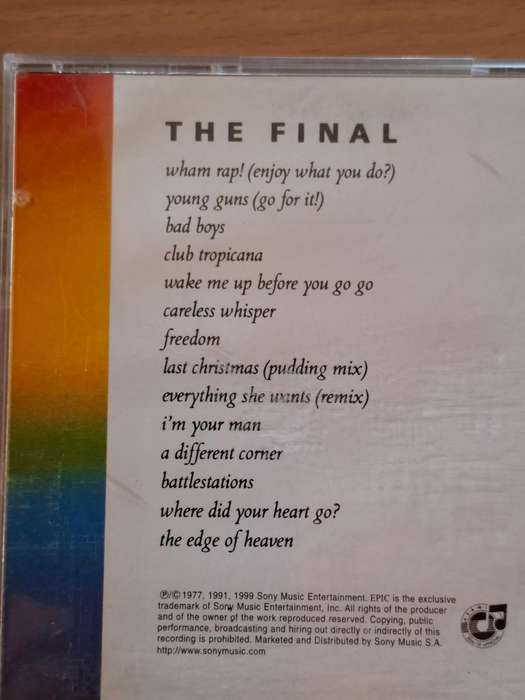 THE FINAL
wham rap! (enjoy what you do?)
young guns (go for it!)
bad boys
club tropicana
wake me up before you go go
careless whisper
freedom
last christmas (pudding mix)
everything she wants (remix)
i'm your man
a different corner
battlestations
where did your heart go?
the edge of heaven
℗/© 1977, 1991, 1999 Sony Music Entertainment. EPIC is the exclusive
trademark of Sony Music Entertainment, Inc. All rights of the producer
and of the owner of the work reproduced reserved. Copying, public
performance, broadcasting and hiring out directly or indirectly of this
recording is prohibited. Marketed and Distributed by Sony Music S.A.
http://www.sonymusic.com